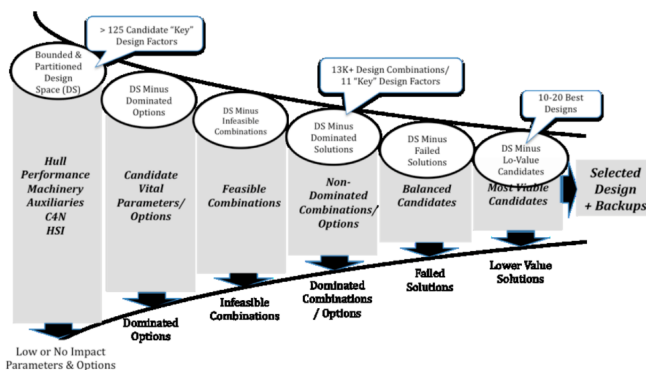 > 125 Candidate "Key"
Design Factors
Bounded &
Partitioned
Design
Space (DS)
DS Minus
Dominated
Options
DS Minus
Infeasible
Combinations
13K+ Design Combinations/
11 "Key" Design Factors
DS Minus
Dominated
Solutions
DS Minus
Failed
Solutions
10-20 Best
Designs
DS Minus
Lo-Value
Candidates
Hull
Performance
Machinery
Auxiliaries
C4N
HSI
Candidate
Vital
Parameters/
Options
Feasible
Combinations
Non-
Dominated
Combinations/
Options
Balanced
Candidates
Most Viable
Candidates
Selected
Design
+ Backups
Low or No Impact
Parameters & Options
Dominated
Options
Infeasible
Combinations
Dominated
Combinations
/ Options
Failed
Solutions
Lower Value
Solutions